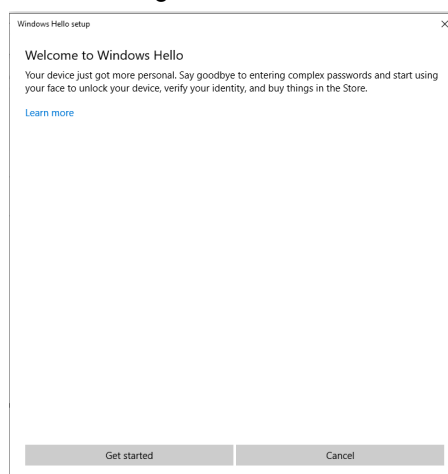 Windows Hello setup
Welcome to Windows Hello
Your device just got more personal. Say goodbye to entering complex passwords and start using
your face to unlock your device, verify your identity, and buy things in the Store.
Learn more
Get started
Cancel